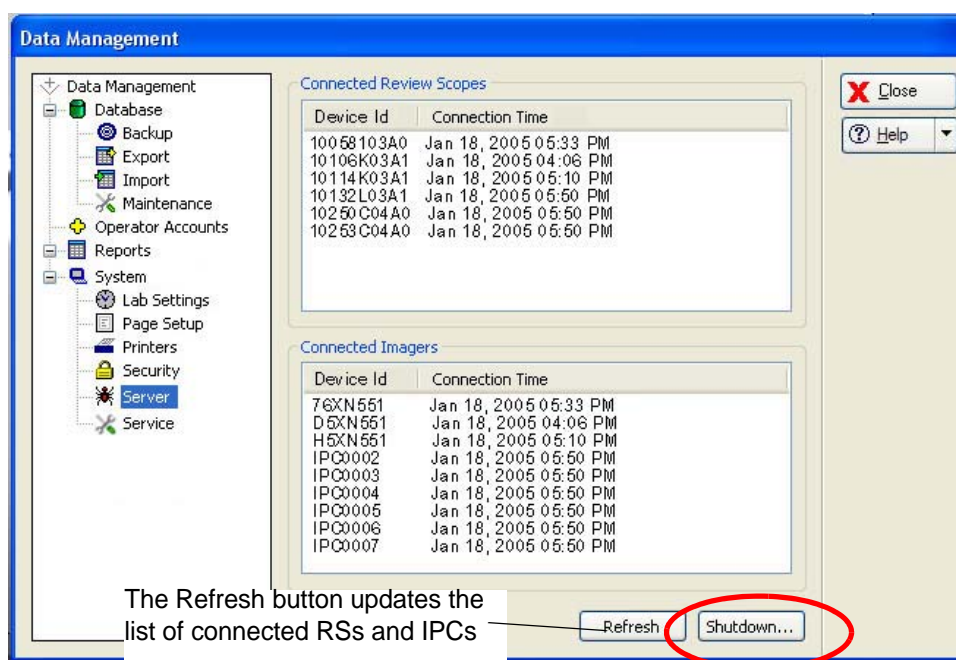 Data Management
Data Management
Database
Backup
Export
Import
Maintenance
Operator Accounts
Reports
System
Lab Settings
Page Setup
Printers
Security
Server
Service
Connected Review Scopes
Device Id Connection Time
10058103A0 Jan 18, 2005 05:33 PM
10106K03A1 Jan 18, 2005 04:06 PM
10114K03A1 Jan 18, 2005 05:10 PM
10132L03A1 Jan 18, 2005 05:50 PM
10250C04A0 Jan 18, 2005 05:50 PM
10253C04A0 Jan 18, 2005 05:50 PM
Connected Imagers
Device Id Connection Time
76XN551 Jan 18, 2005 05:33 PM
D5XN551 Jan 18, 2005 04:06 PM
H5XN551 Jan 18, 2005 05:10 PM
IPC0002 Jan 18, 2005 05:50 PM
IPC0003 Jan 18, 2005 05:50 PM
IPC0004 Jan 18, 2005 05:50 PM
IPC0005 Jan 18, 2005 05:50 PM
IPC0006 Jan 18, 2005 05:50 PM
IPC0007 Jan 18, 2005 05:50 PM
The Refresh button updates the
list of connected RSs and IPCs
Refresh
Shutdown...
Close
Help